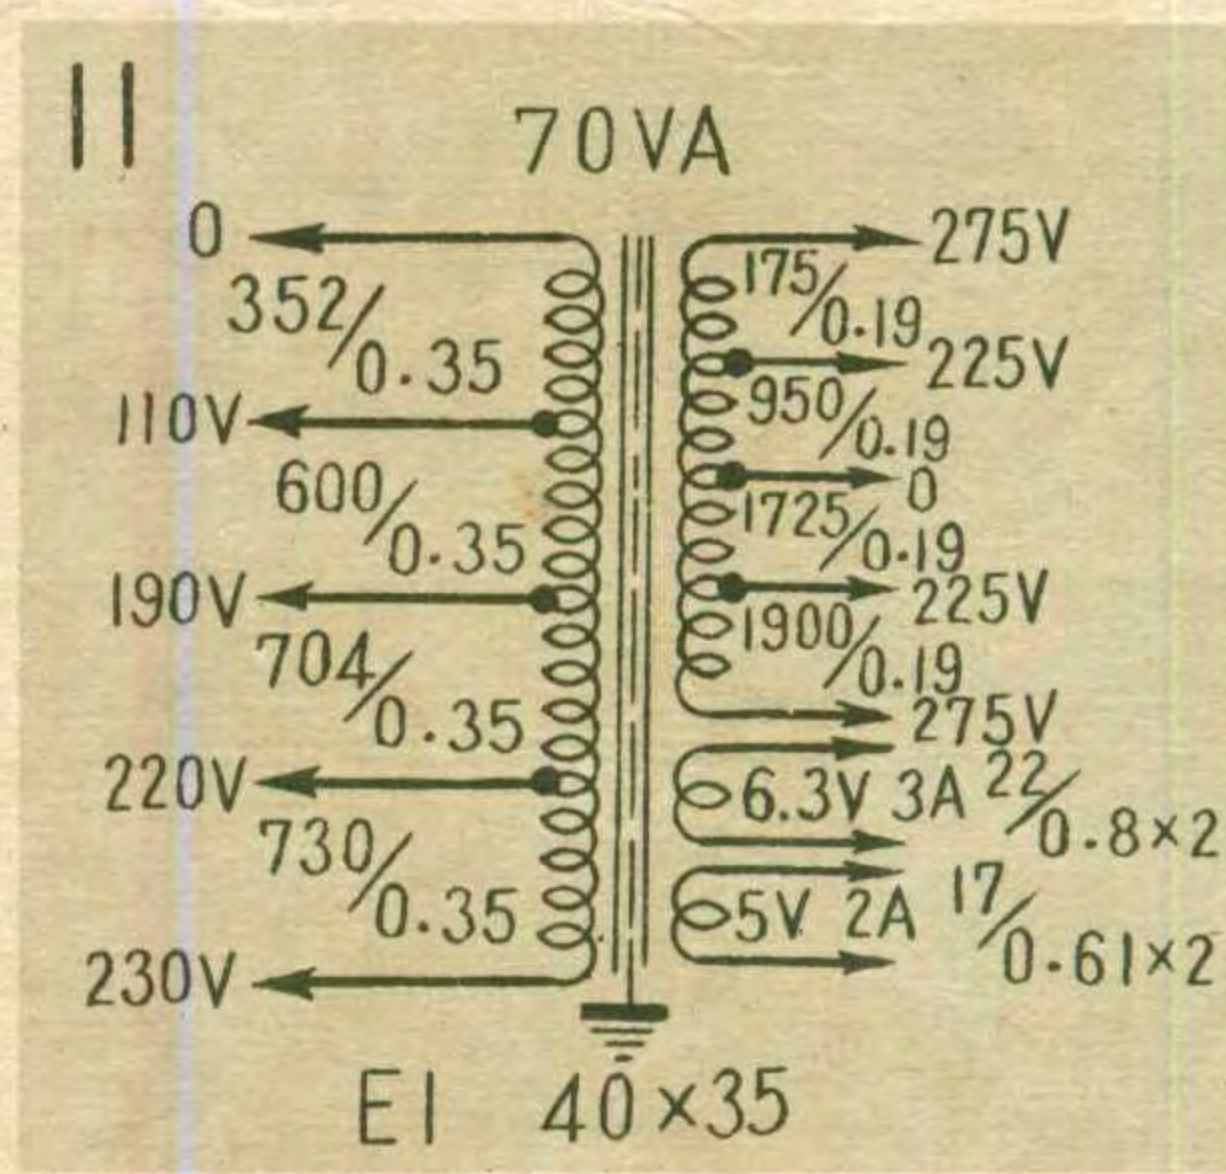 11
70VA
0
352/0.35
110V
600/0.35
190V
704/0.35
220V
730/0.35
230V
275V
175/0.19
225V
950/0.19
0
1725/0.19
225V
1900/0.19
275V
6.3V 3A 22/0.8×2
5V 2A 17/0.61×2
EI 40×35